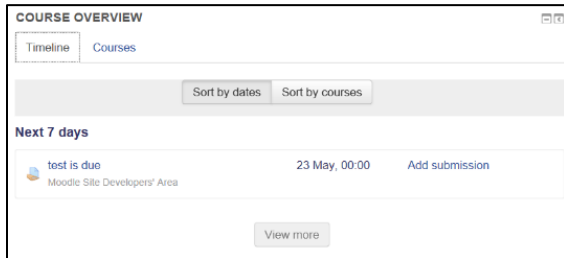 COURSE OVERVIEW
Timeline Courses
Sort by dates Sort by courses
Next 7 days
test is due 23 May, 00:00 Add submission
Moodle Site Developers' Area
View more